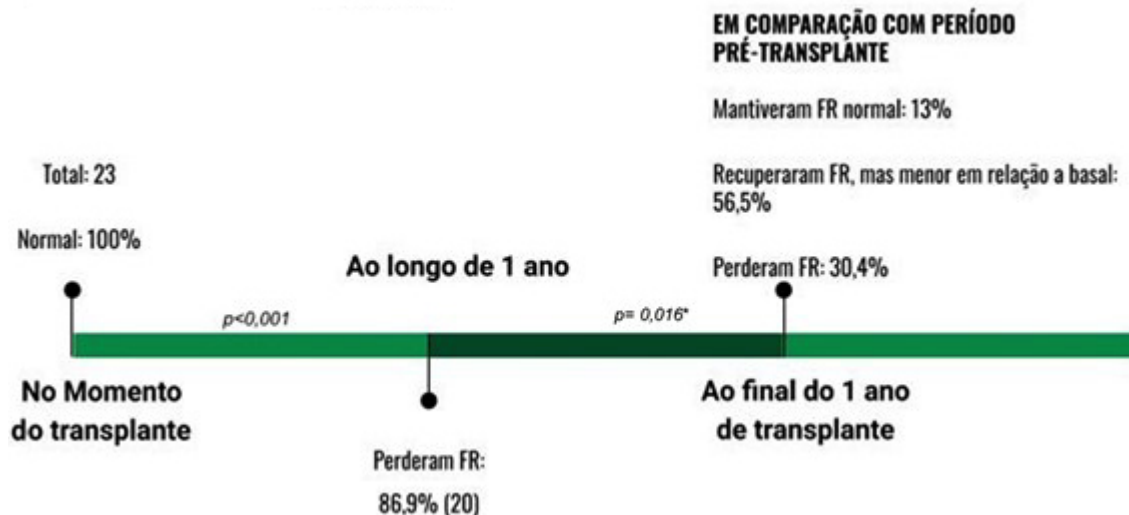 EM COMPARAÇÃO COM PERÍODO
PRÉ-TRANSPLANTE
Mantiveram FR normal: 13%
Total: 23
Recuperaram FR, mas menor em relação a basal:
56,5%
Normal: 100%
Ao longo de 1 ano
Perderam FR: 30,4%
p<0,001
p= 0,016*
No Momento
do transplante
Ao final do 1 ano
de transplante
Perderam FR:
86,9% (20)